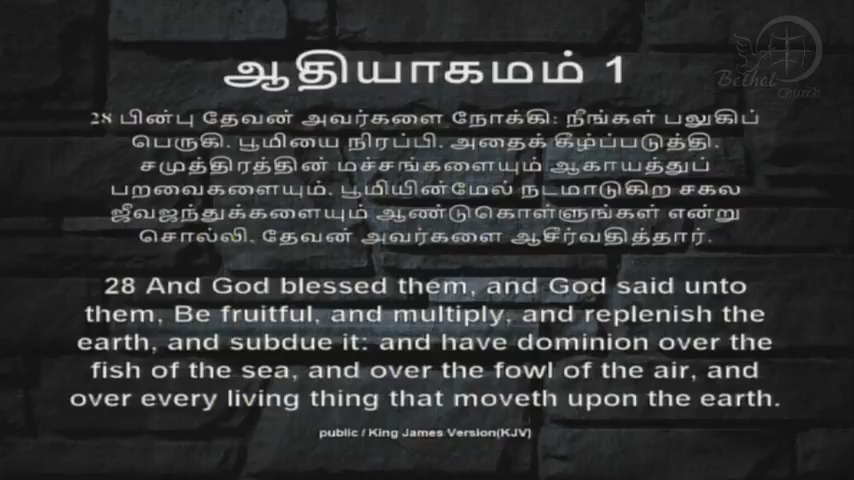 Bethel
Church
ஆதியாகமம் 1
28 பின்பு தேவன் அவர்களை நோக்கி: நீங்கள் பலுகிப்
பெருகி, பூமியை நிரப்பி, அதைக் கீழ்ப்படுத்தி,
சமுத்திரத்தின் மச்சங்களையும் ஆகாயத்துப்
பறவைகளையும், பூமியின்மேல் நடமாடுகிற சகல
ஜீவஜந்துக்களையும் ஆண்டுகொள்ளுங்கள் என்று
சொல்லி, தேவன் அவர்களை ஆசீர்வதித்தார்.
28 And God blessed them, and God said unto
them, Be fruitful, and multiply, and replenish the
earth, and subdue it: and have dominion over the
fish of the sea, and over the fowl of the air, and
over every living thing that moveth upon the earth.
public / King James Version(KJV)